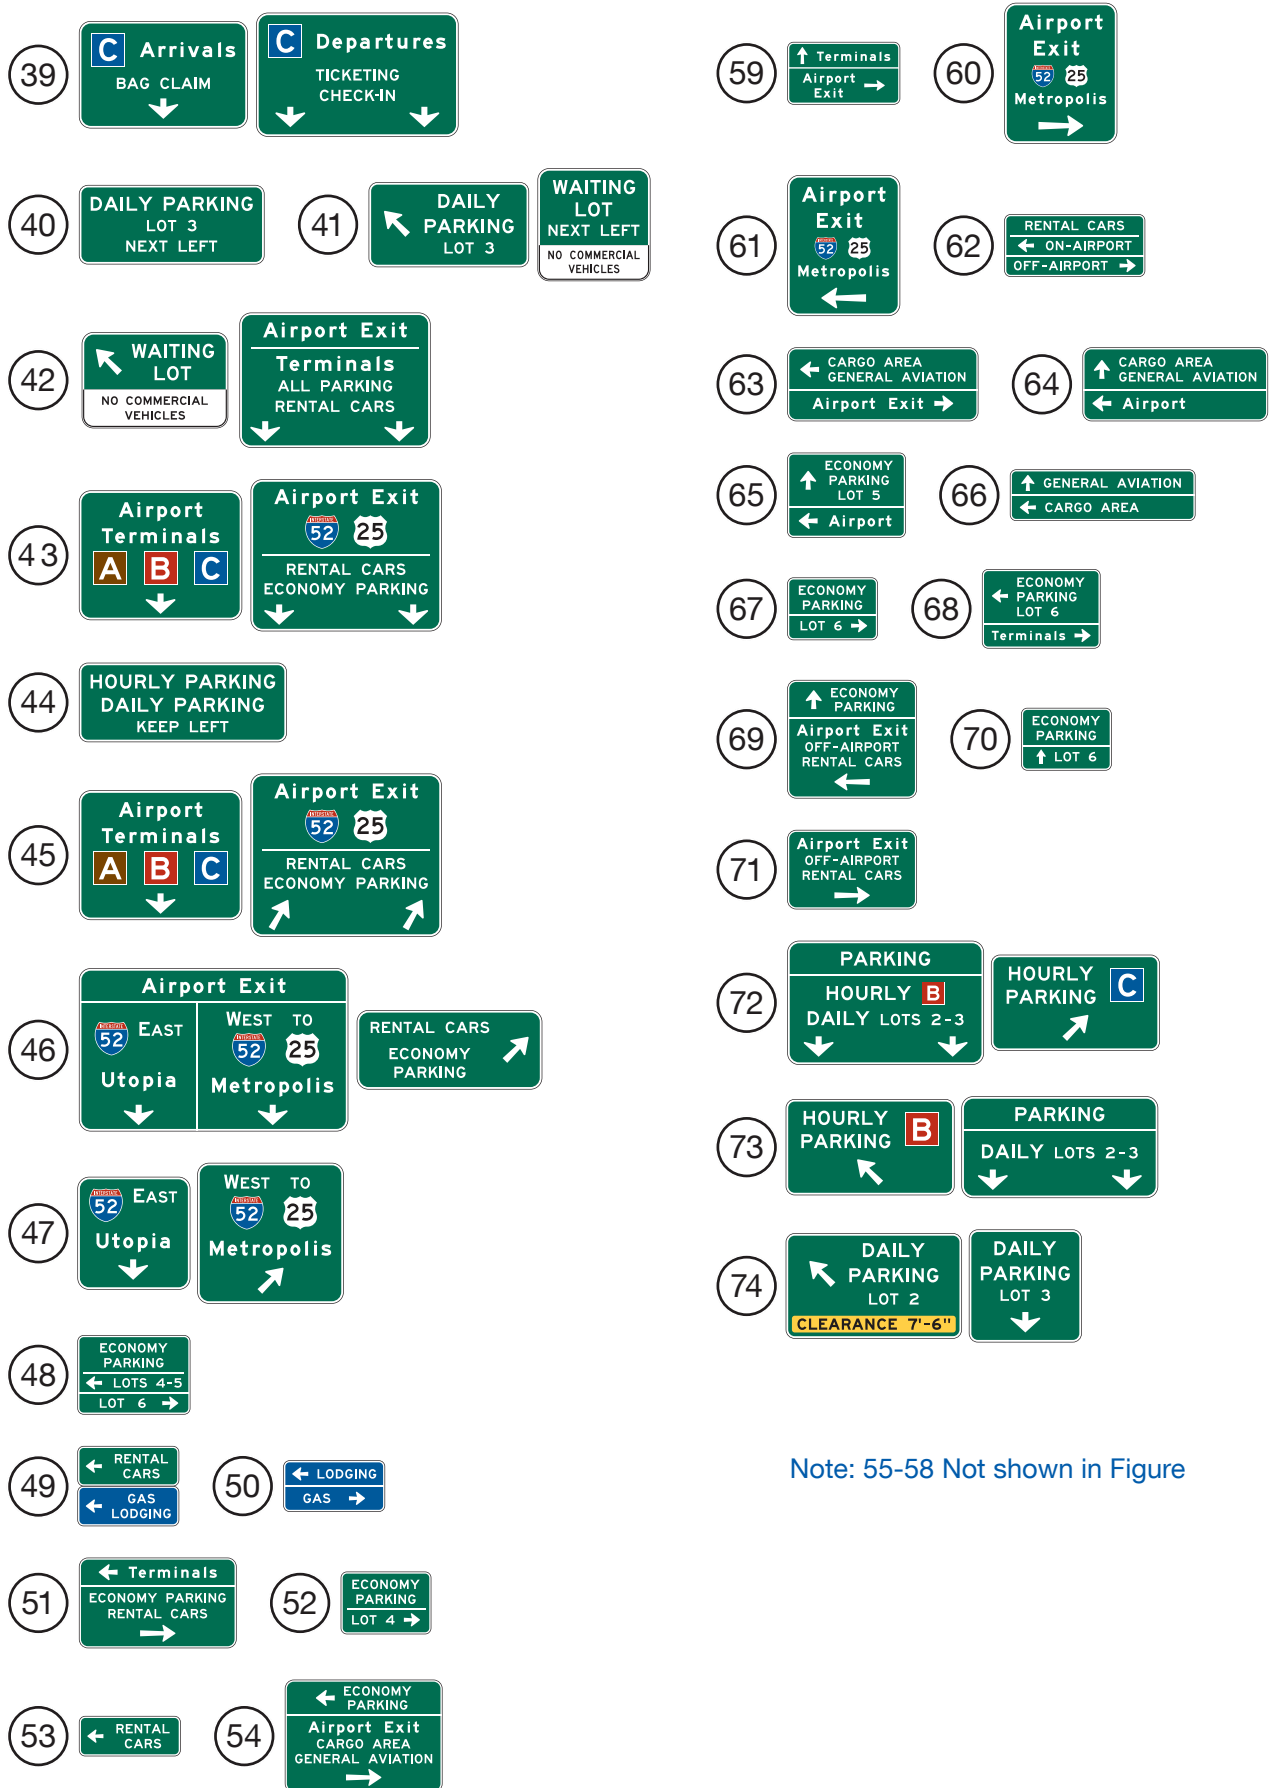 39
C Arrivals
BAG CLAIM
C Departures
TICKETING
CHECK-IN
40
DAILY PARKING
LOT 3
NEXT LEFT
41
DAILY
PARKING
LOT 3
WAITING
LOT
NEXT LEFT
NO COMMERCIAL
VEHICLES
42
WAITING
LOT
NO COMMERCIAL
VEHICLES
Airport Exit
Terminals
ALL PARKING
RENTAL CARS
43
Airport
Terminals
A B C
Airport Exit
INTERSTATE
52 25
RENTAL CARS
ECONOMY PARKING
44
HOURLY PARKING
DAILY PARKING
KEEP LEFT
45
Airport
Terminals
A B C
Airport Exit
INTERSTATE
52 25
RENTAL CARS
ECONOMY PARKING
46
Airport Exit
INTERSTATE
52 EAST
Utopia
WEST TO
INTERSTATE
52 25
Metropolis
RENTAL CARS
ECONOMY
PARKING
47
INTERSTATE
52 EAST
Utopia
WEST TO
INTERSTATE
52 25
Metropolis
48
ECONOMY
PARKING
← LOTS 4-5
LOT 6 →
49
← RENTAL
CARS
← GAS
LODGING
50
← LODGING
GAS →
51
← Terminals
ECONOMY PARKING
RENTAL CARS
→
52
ECONOMY
PARKING
LOT 4 →
53
← RENTAL
CARS
54
← ECONOMY
PARKING
Airport Exit
CARGO AREA
GENERAL AVIATION
→
59
↑ Terminals
Airport
Exit →
60
Airport
Exit
52 25
Metropolis
→
61
Airport
Exit
52 25
Metropolis
←
62
RENTAL CARS
← ON-AIRPORT
OFF-AIRPORT →
63
← CARGO AREA
GENERAL AVIATION
Airport Exit →
64
↑ CARGO AREA
GENERAL AVIATION
← Airport
65
↑ ECONOMY
PARKING
LOT 5
← Airport
66
↑ GENERAL AVIATION
← CARGO AREA
67
ECONOMY
PARKING
LOT 6 →
68
← ECONOMY
PARKING
LOT 6
Terminals →
69
↑ ECONOMY
PARKING
Airport Exit
OFF-AIRPORT
RENTAL CARS
←
70
ECONOMY
PARKING
↑ LOT 6
71
Airport Exit
OFF-AIRPORT
RENTAL CARS
→
72
PARKING
HOURLY B
DAILY LOTS 2-3
HOURLY
PARKING C
73
HOURLY
PARKING B
PARKING
DAILY LOTS 2-3
74
DAILY
PARKING
LOT 2
CLEARANCE 7'-6"
DAILY
PARKING
LOT 3
Note: 55-58 Not shown in Figure